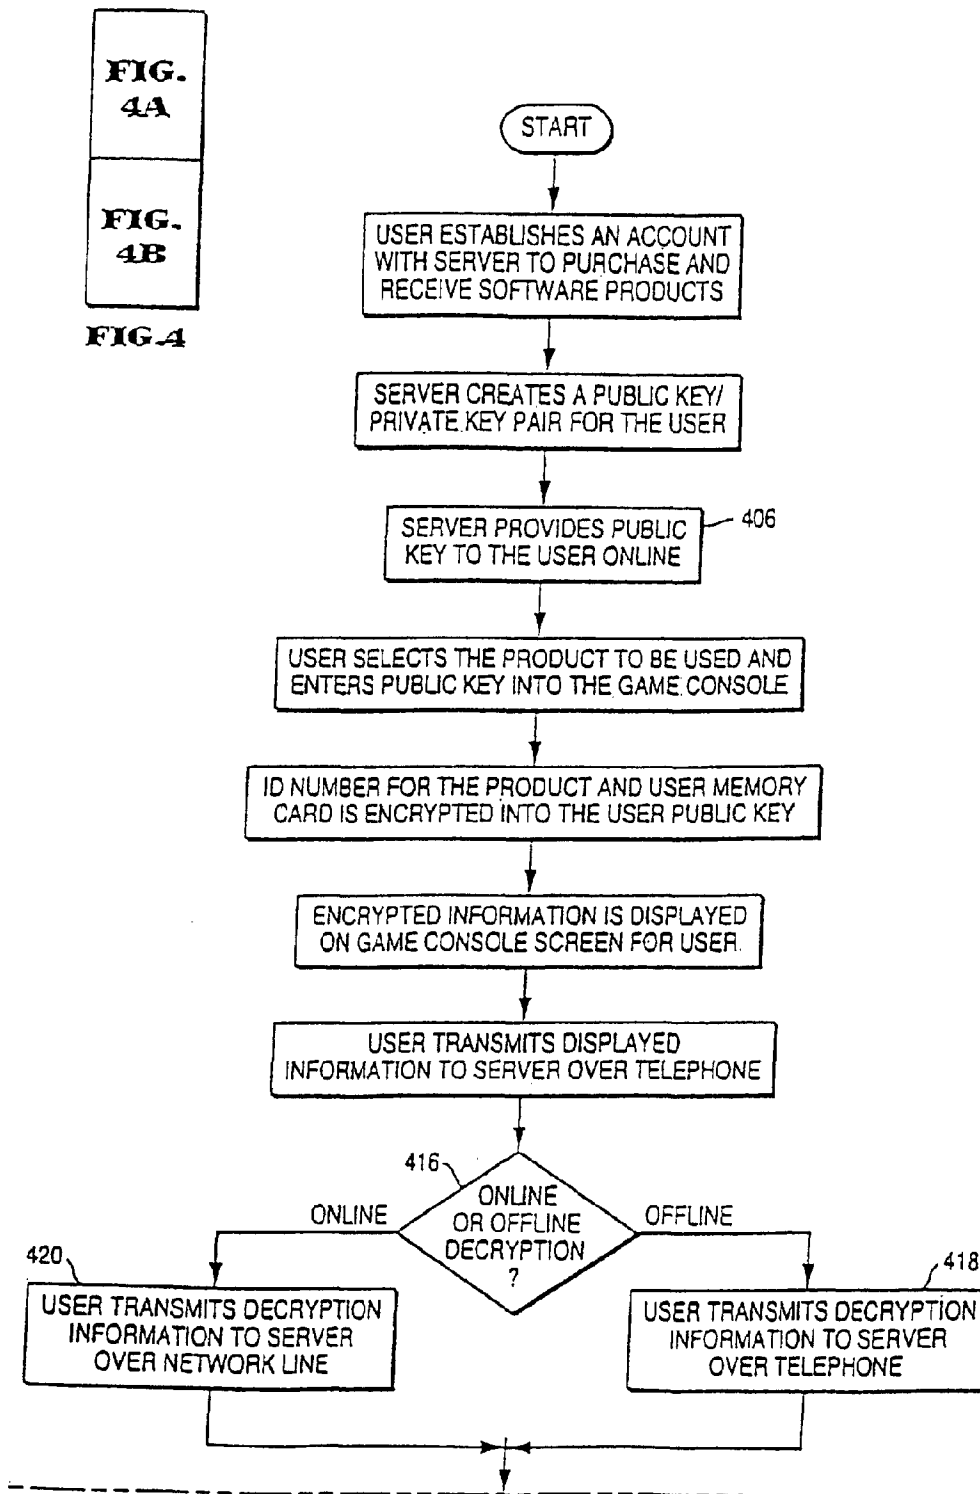 FIG.
4A
FIG.
4B
FIG.4
START
USER ESTABLISHES AN ACCOUNT
WITH SERVER TO PURCHASE AND
RECEIVE SOFTWARE PRODUCTS
SERVER CREATES A PUBLIC KEY/
PRIVATE KEY PAIR FOR THE USER
SERVER PROVIDES PUBLIC
KEY TO THE USER ONLINE
406
USER SELECTS THE PRODUCT TO BE USED AND
ENTERS PUBLIC KEY INTO THE GAME CONSOLE
ID NUMBER FOR THE PRODUCT AND USER MEMORY
CARD IS ENCRYPTED INTO THE USER PUBLIC KEY
ENCRYPTED INFORMATION IS DISPLAYED
ON GAME CONSOLE SCREEN FOR USER
USER TRANSMITS DISPLAYED
INFORMATION TO SERVER OVER TELEPHONE
416
ONLINE
OR OFFLINE
DECRYPTION
?
ONLINE
OFFLINE
420
USER TRANSMITS DECRYPTION
INFORMATION TO SERVER
OVER NETWORK LINE
418
USER TRANSMITS DECRYPTION
INFORMATION TO SERVER
OVER TELEPHONE